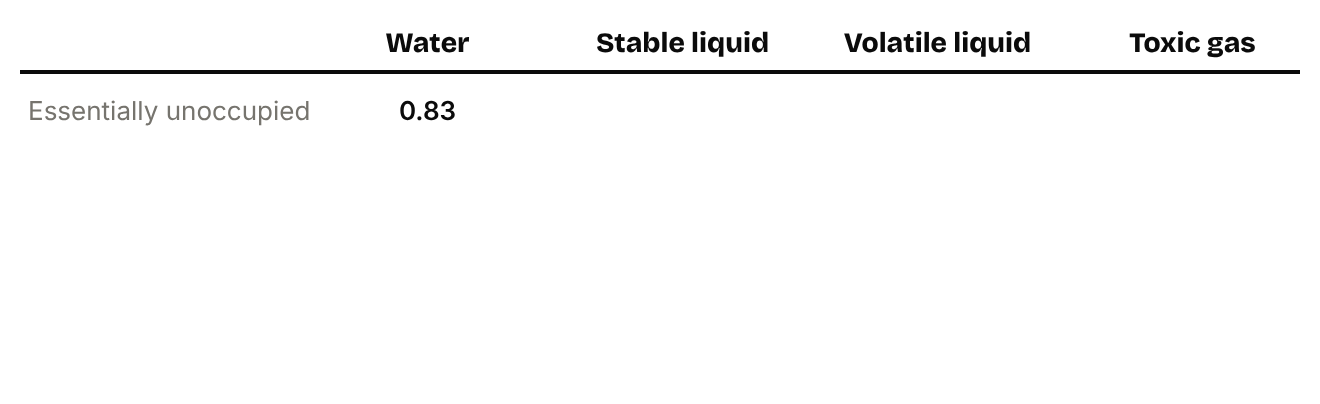 Water Stable liquid Volatile liquid Toxic gas
Essentially unoccupied 0.83